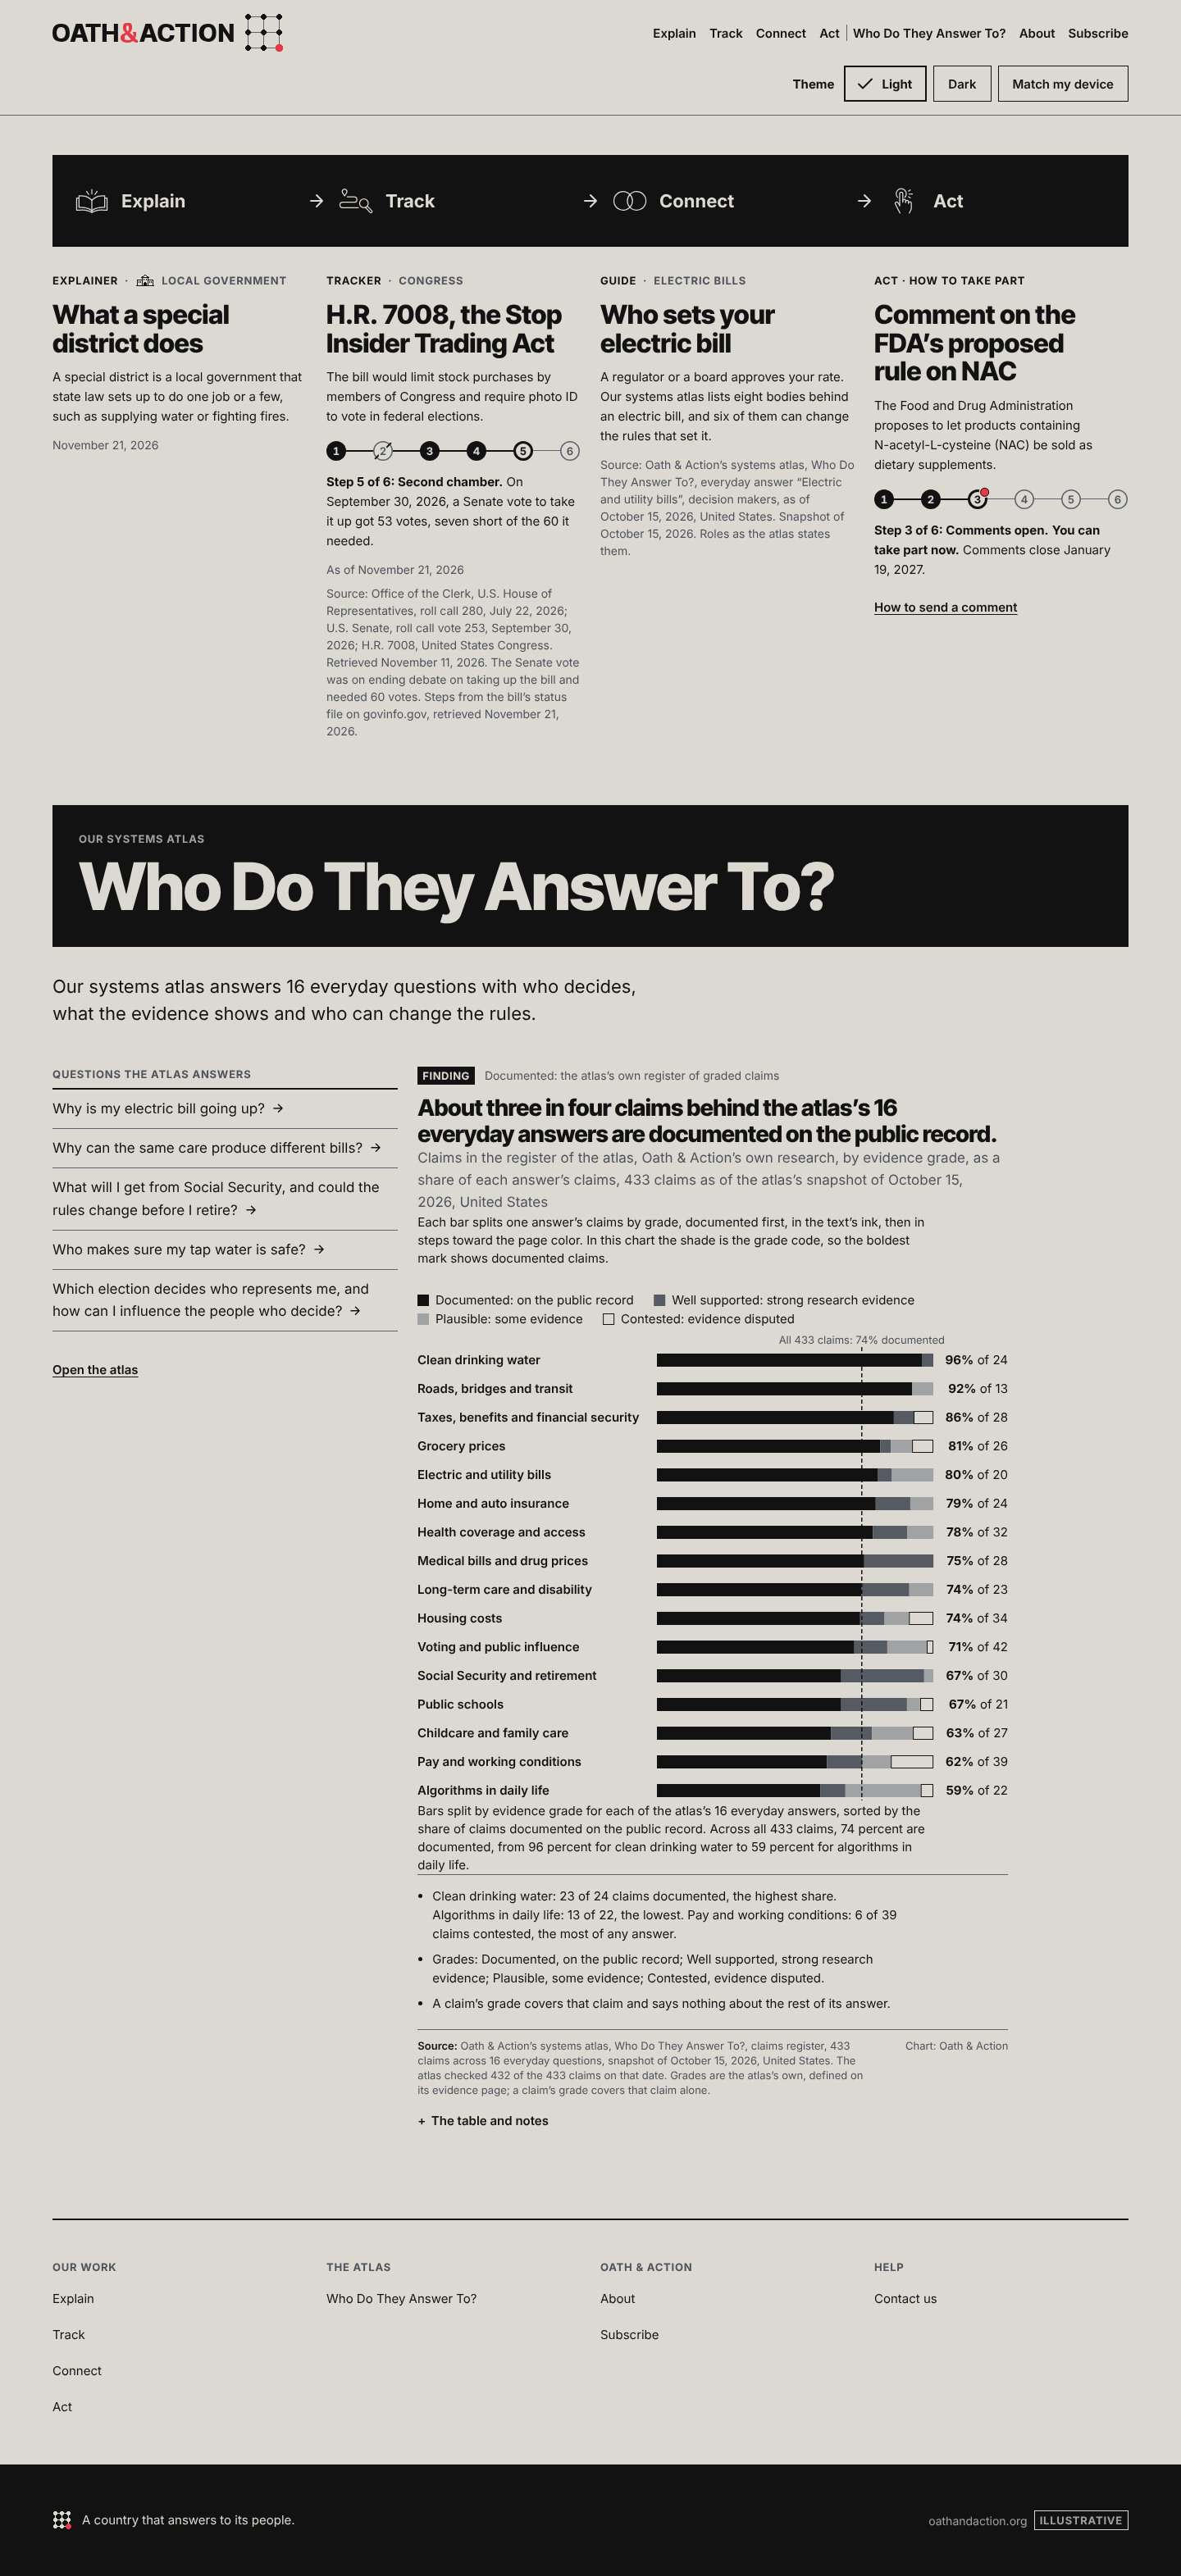 OATH&ACTION
Explain Track Connect Act Who Do They Answer To? About Subscribe
Theme Light Dark Match my device
Explain
Track
Connect
Act
EXPLAINER · LOCAL GOVERNMENT
What a special
district does
A special district is a local government that
state law sets up to do one job or a few,
such as supplying water or fighting fires.
November 21, 2026
TRACKER · CONGRESS
H.R. 7008, the Stop
Insider Trading Act
The bill would limit stock purchases by
members of Congress and require photo ID
to vote in federal elections.
1 2 3 4 5 6
Step 5 of 6: Second chamber. On
September 30, 2026, a Senate vote to take
it up got 53 votes, seven short of the 60 it
needed.
As of November 21, 2026
Source: Office of the Clerk, U.S. House of
Representatives, roll call 280, July 22, 2026;
U.S. Senate, roll call vote 253, September 30,
2026; H.R. 7008, United States Congress.
Retrieved November 11, 2026. The Senate vote
was on ending debate on taking up the bill and
needed 60 votes. Steps from the bill’s status
file on govinfo.gov, retrieved November 21,
2026.
GUIDE · ELECTRIC BILLS
Who sets your
electric bill
A regulator or a board approves your rate.
Our systems atlas lists eight bodies behind
an electric bill, and six of them can change
the rules that set it.
Source: Oath & Action’s systems atlas, Who Do
They Answer To?, everyday answer “Electric
and utility bills”, decision makers, as of
October 15, 2026, United States. Snapshot of
October 15, 2026. Roles as the atlas states
them.
ACT · HOW TO TAKE PART
Comment on the
FDA’s proposed
rule on NAC
The Food and Drug Administration
proposes to let products containing
N-acetyl-L-cysteine (NAC) be sold as
dietary supplements.
1 2 3 4 5 6
Step 3 of 6: Comments open. You can
take part now. Comments close January
19, 2027.
How to send a comment
OUR SYSTEMS ATLAS
Who Do They Answer To?
Our systems atlas answers 16 everyday questions with who decides,
what the evidence shows and who can change the rules.
QUESTIONS THE ATLAS ANSWERS
Why is my electric bill going up?
Why can the same care produce different bills?
What will I get from Social Security, and could the
rules change before I retire?
Who makes sure my tap water is safe?
Which election decides who represents me, and
how can I influence the people who decide?
Open the atlas
FINDING Documented: the atlas’s own register of graded claims
About three in four claims behind the atlas’s 16
everyday answers are documented on the public record.
Claims in the register of the atlas, Oath & Action’s own research, by evidence grade, as a
share of each answer’s claims, 433 claims as of the atlas’s snapshot of October 15,
2026, United States
Each bar splits one answer’s claims by grade, documented first, in the text’s ink, then in
steps toward the page color. In this chart the shade is the grade code, so the boldest
mark shows documented claims.
Documented: on the public record Well supported: strong research evidence
Plausible: some evidence Contested: evidence disputed
All 433 claims: 74% documented
Clean drinking water 96% of 24
Roads, bridges and transit 92% of 13
Taxes, benefits and financial security 86% of 28
Grocery prices 81% of 26
Electric and utility bills 80% of 20
Home and auto insurance 79% of 24
Health coverage and access 78% of 32
Medical bills and drug prices 75% of 28
Long-term care and disability 74% of 23
Housing costs 74% of 34
Voting and public influence 71% of 42
Social Security and retirement 67% of 30
Public schools 67% of 21
Childcare and family care 63% of 27
Pay and working conditions 62% of 39
Algorithms in daily life 59% of 22
Bars split by evidence grade for each of the atlas’s 16 everyday answers, sorted by the
share of claims documented on the public record. Across all 433 claims, 74 percent are
documented, from 96 percent for clean drinking water to 59 percent for algorithms in
daily life.
• Clean drinking water: 23 of 24 claims documented, the highest share.
Algorithms in daily life: 13 of 22, the lowest. Pay and working conditions: 6 of 39
claims contested, the most of any answer.
• Grades: Documented, on the public record; Well supported, strong research
evidence; Plausible, some evidence; Contested, evidence disputed.
• A claim’s grade covers that claim and says nothing about the rest of its answer.
Source: Oath & Action’s systems atlas, Who Do They Answer To?, claims register, 433
claims across 16 everyday questions, snapshot of October 15, 2026, United States. The
atlas checked 432 of the 433 claims on that date. Grades are the atlas’s own, defined on
its evidence page; a claim’s grade covers that claim alone.
Chart: Oath & Action
+ The table and notes
OUR WORK
Explain
Track
Connect
Act
THE ATLAS
Who Do They Answer To?
OATH & ACTION
About
Subscribe
HELP
Contact us
A country that answers to its people.
oathandaction.org ILLUSTRATIVE